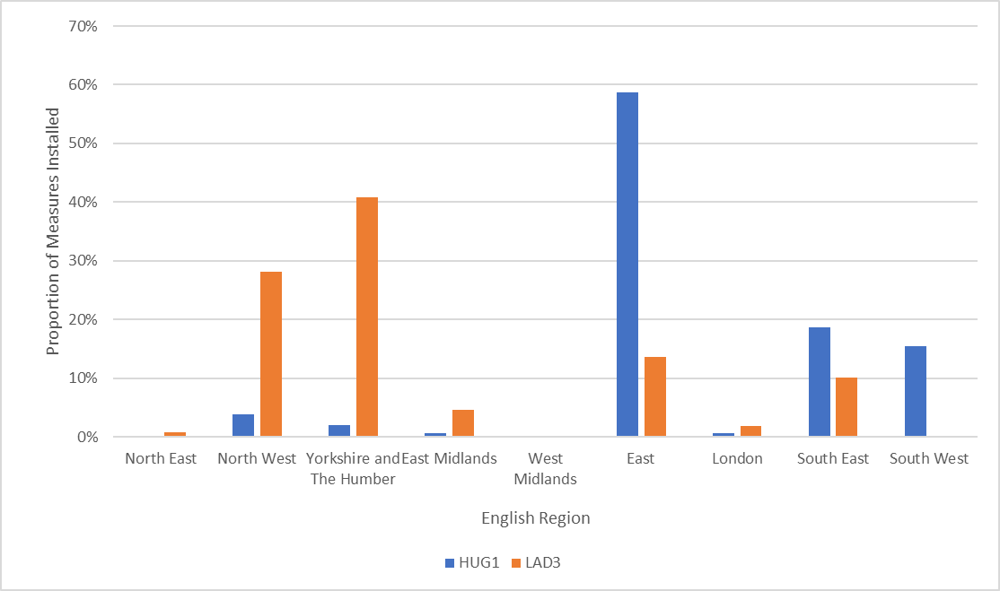 70%
60%
50%
40%
30%
20%
10%
0%
Proportion of Measures Installed
North East
North West
Yorkshire and
The Humber
East Midlands
West
Midlands
East
London
South East
South West
English Region
HUG1
LAD3